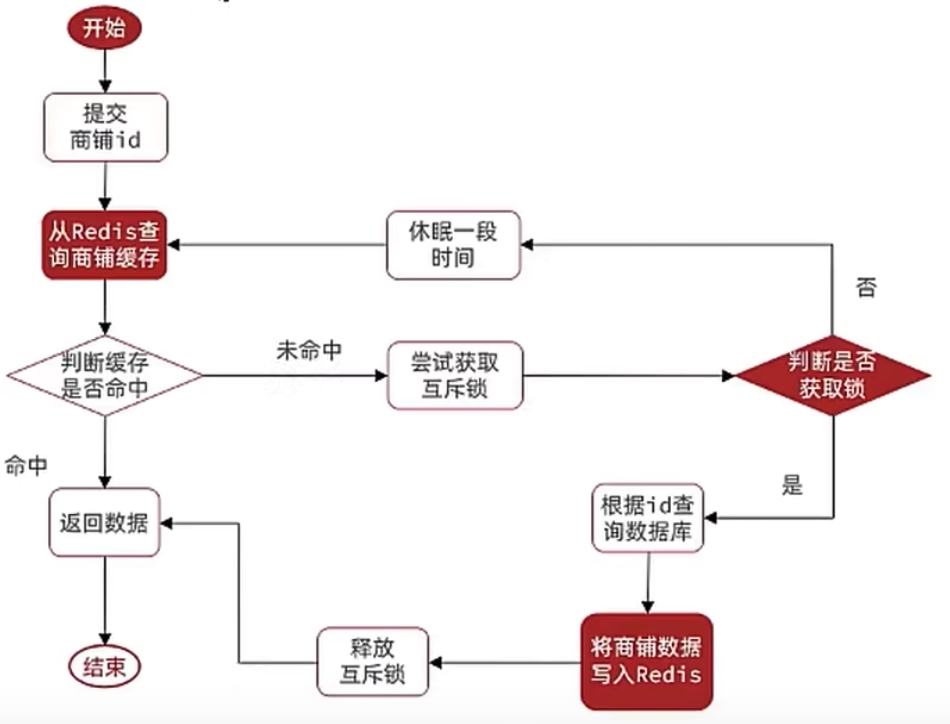 开始
提交
商铺id
从Redis查
询商铺缓存
休眠一段
时间
否
判断缓存
是否命中
未命中
尝试获取
互斥锁
判断是否
获取锁
命中
是
返回数据
根据id查
询数据库
将商铺数据
写入Redis
释放
互斥锁
结束